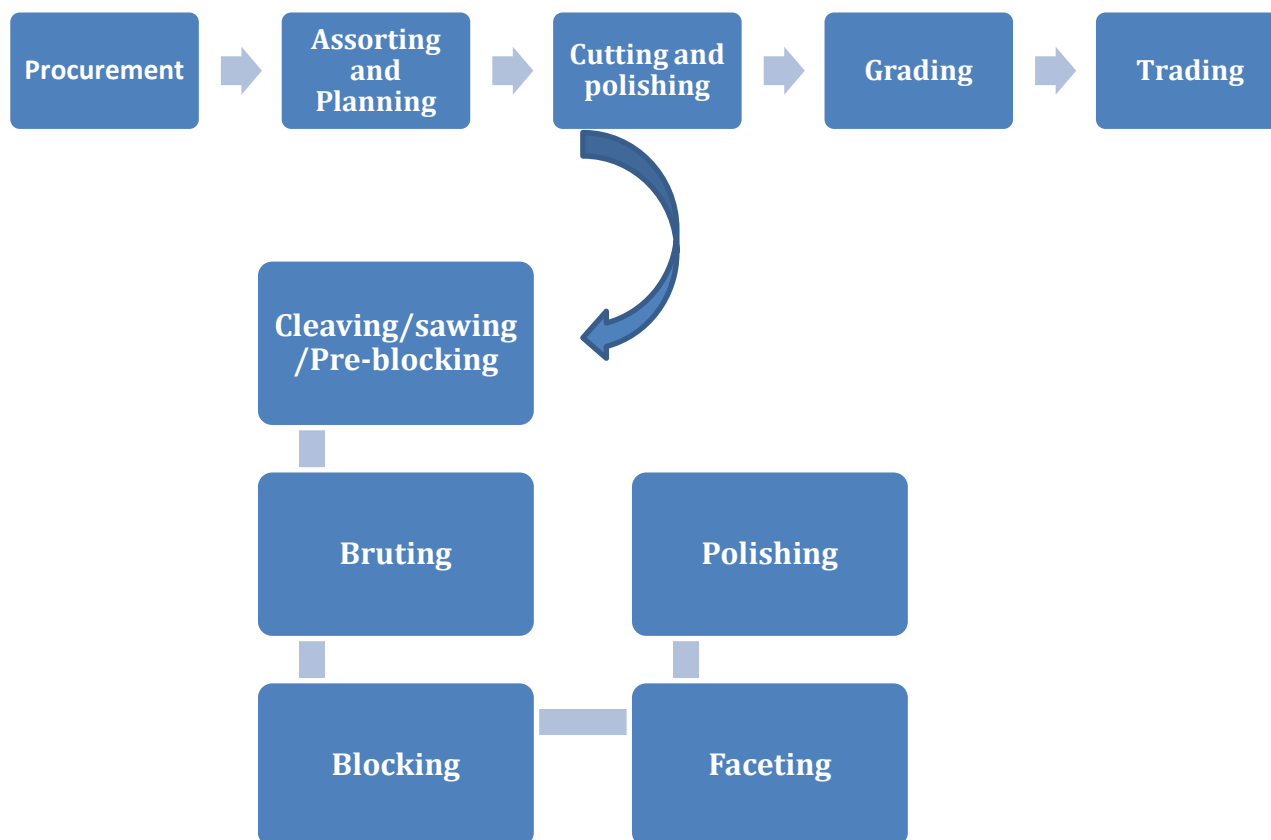 Procurement
Assorting
and
Planning
Cutting and
polishing
Grading
Trading
Cleaving/sawing
/Pre-blocking
Bruting
Polishing
Blocking
Faceting